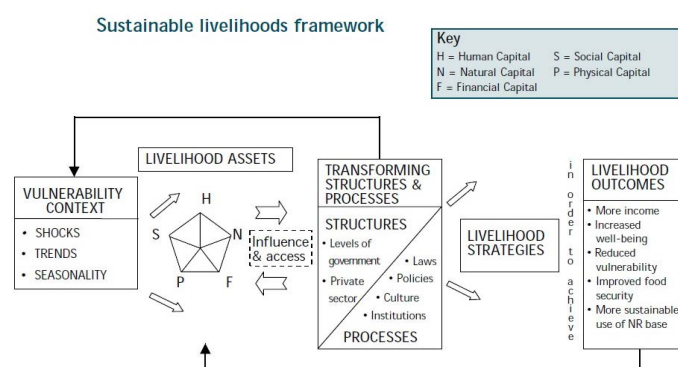 Sustainable livelihoods framework
Key
H = Human Capital S = Social Capital
N = Natural Capital P = Physical Capital
F = Financial Capital
LIVELIHOOD ASSETS
VULNERABILITY
CONTEXT
• SHOCKS
• TRENDS
• SEASONALITY
H
S
N
P
F
Influence
& access
TRANSFORMING
STRUCTURES &
PROCESSES
STRUCTURES
• Levels of
government
• Private
sector
• Laws
• Policies
• Culture
• Institutions
PROCESSES
LIVELIHOOD
STRATEGIES
in order to achieve
LIVELIHOOD
OUTCOMES
• More income
• Increased
well-being
• Reduced
vulnerability
• Improved food
security
• More sustainable
use of NR base